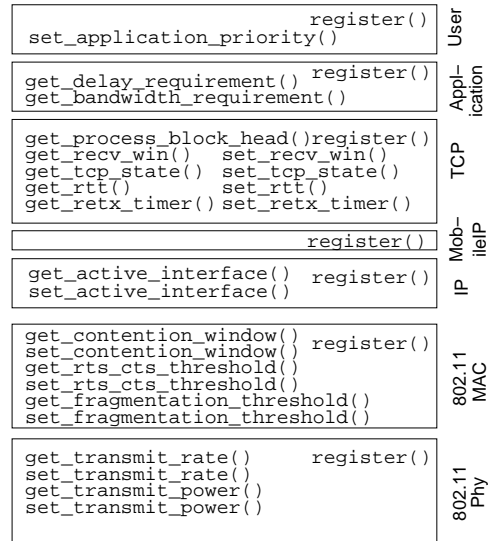 register()
set_application_priority()
User
get_delay_requirement() register()
get_bandwidth_requirement()
Appl–
ication
get_process_block_head()register()
get_recv_win() set_recv_win()
get_tcp_state() set_tcp_state()
get_rtt() set_rtt()
get_retx_timer() set_retx_timer()
TCP
register()
Mob–
ileIP
get_active_interface() register()
set_active_interface()
IP
get_contention_window()
set_contention_window() register()
get_rts_cts_threshold()
set_rts_cts_threshold()
get_fragmentation_threshold()
set_fragmentation_threshold()
802.11
MAC
get_transmit_rate() register()
set_transmit_rate()
get_transmit_power()
set_transmit_power()
802.11
Phy